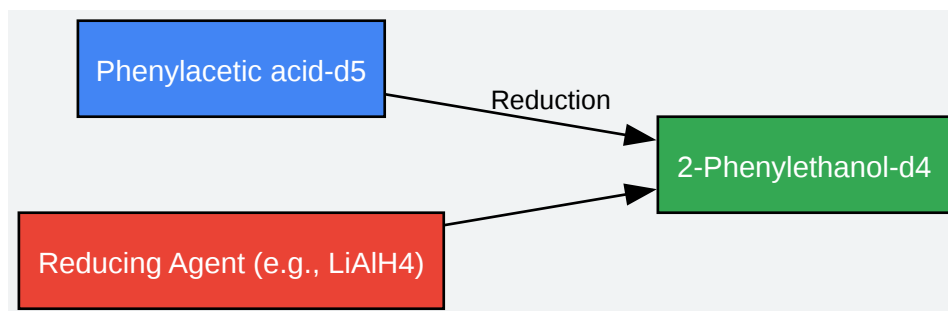 Phenylacetic acid-d5
Reduction
2-Phenylethanol-d4
Reducing Agent (e.g., LiAlH4)